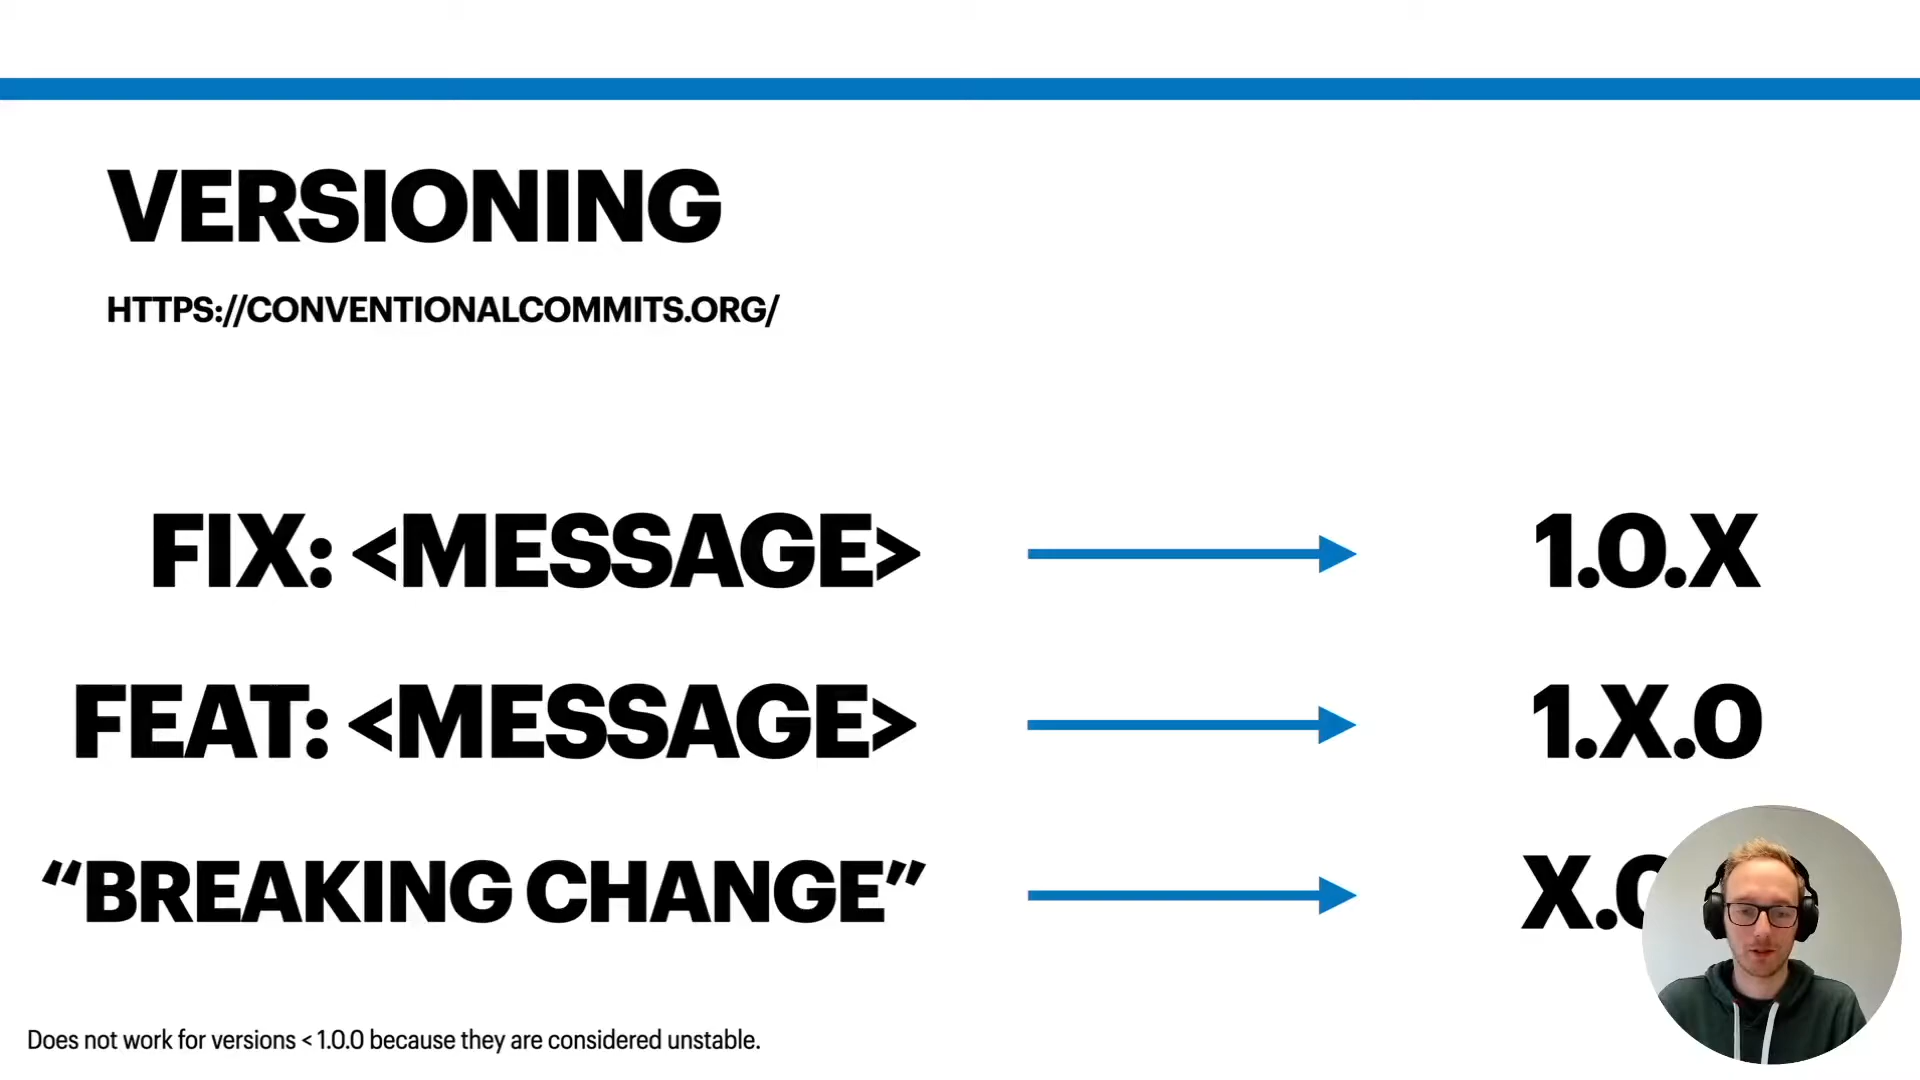 VERSIONING
HTTPS://CONVENTIONALCOMMITS.ORG/
FIX: <MESSAGE> 1.0.X
FEAT: <MESSAGE> 1.X.0
“BREAKING CHANGE” X.0
Does not work for versions < 1.0.0 because they are considered unstable.